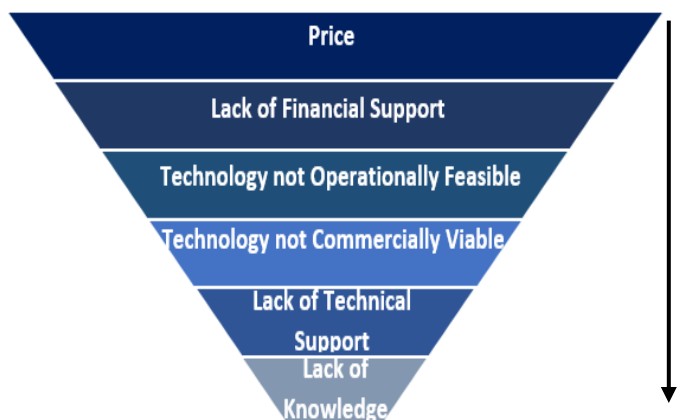 Price
Lack of Financial Support
Technology not Operationally Feasible
Technology not Commercially Viable
Lack of Technical
Support
Lack of
Knowledge